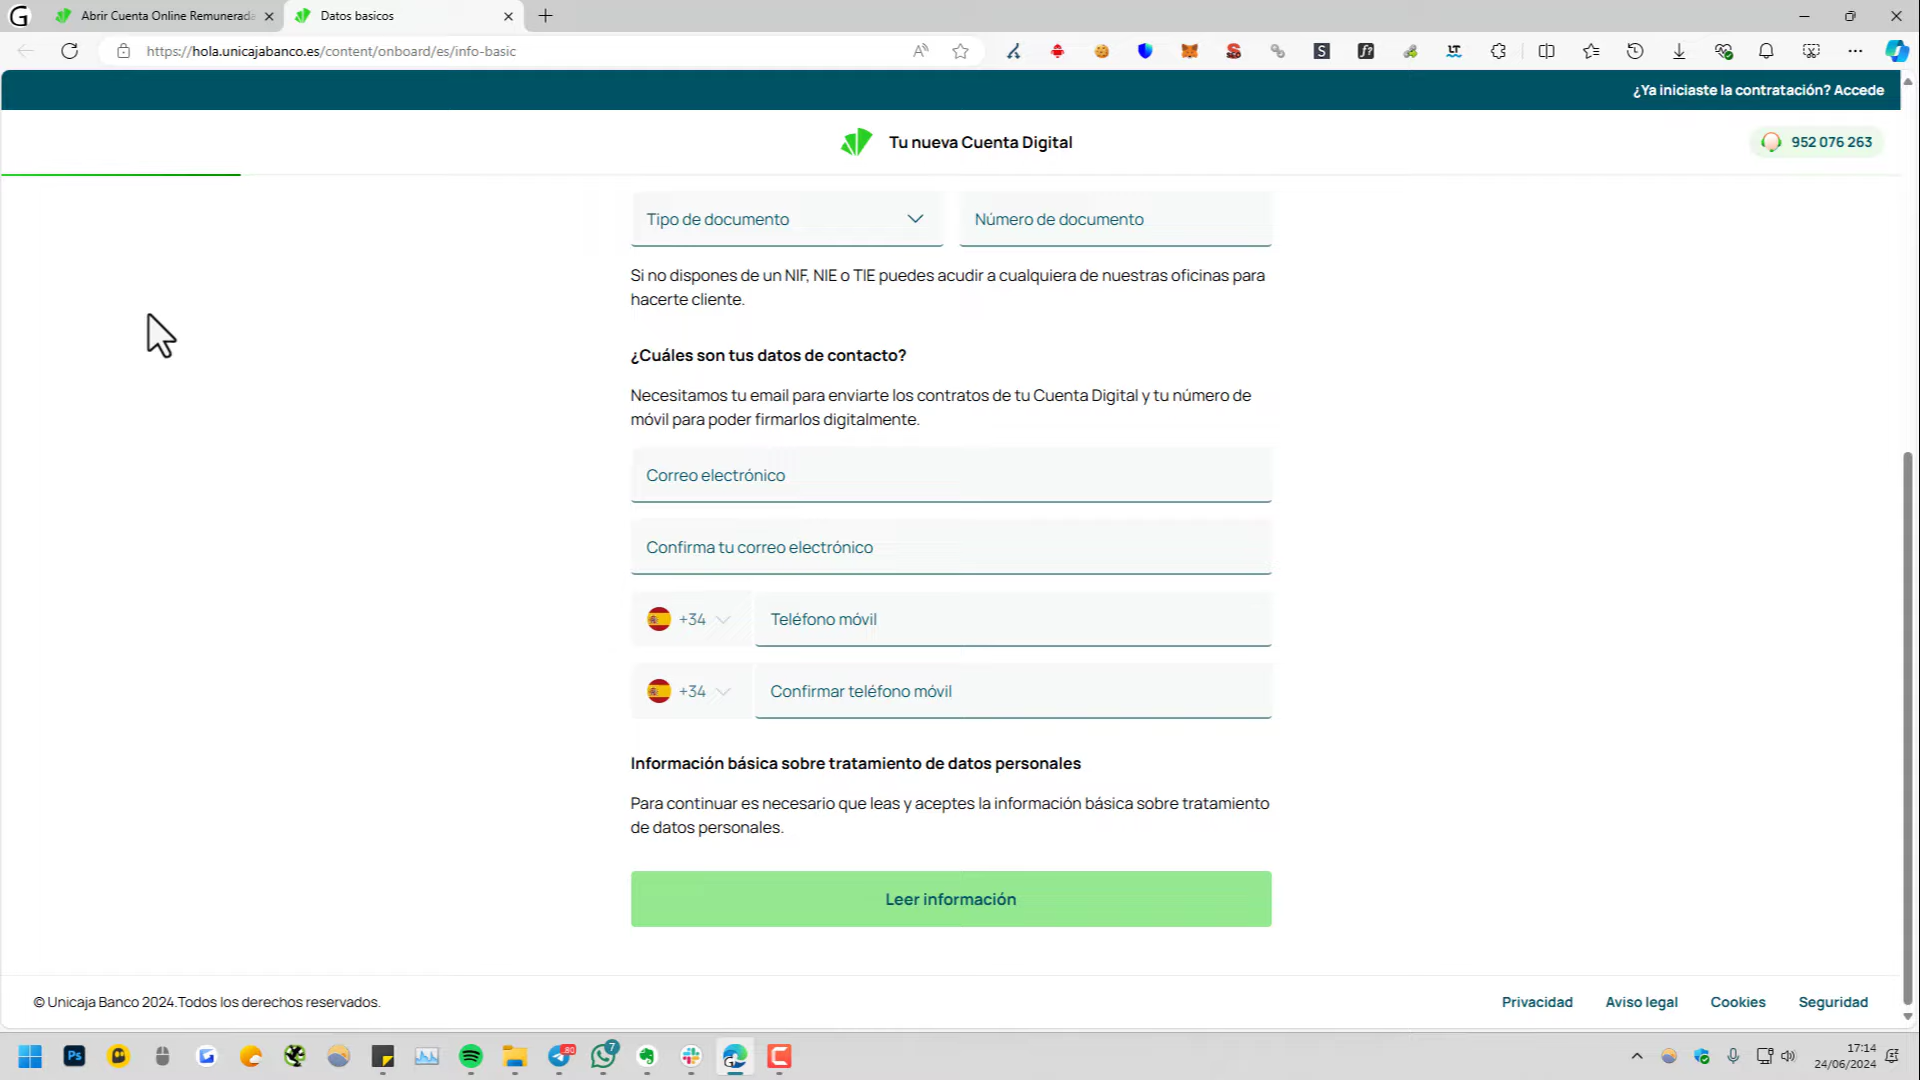 Abrir Cuenta Online Remunerada
Datos basicos
https://hola.unicajabanco.es/content/onboard/es/info-basic
¿Ya iniciaste la contratación? Accede
Tu nueva Cuenta Digital
952 076 263
Tipo de documento
Número de documento
Si no dispones de un NIF, NIE o TIE puedes acudir a cualquiera de nuestras oficinas para
hacerte cliente.
¿Cuáles son tus datos de contacto?
Necesitamos tu email para enviarte los contratos de tu Cuenta Digital y tu número de
móvil para poder firmarlos digitalmente.
Correo electrónico
Confirma tu correo electrónico
+34
Teléfono móvil
+34
Confirmar teléfono móvil
Información básica sobre tratamiento de datos personales
Para continuar es necesario que leas y aceptes la información básica sobre tratamiento
de datos personales.
Leer información
© Unicaja Banco 2024.Todos los derechos reservados.
Privacidad
Aviso legal
Cookies
Seguridad
Ps
80
7
17:14
24/06/2024